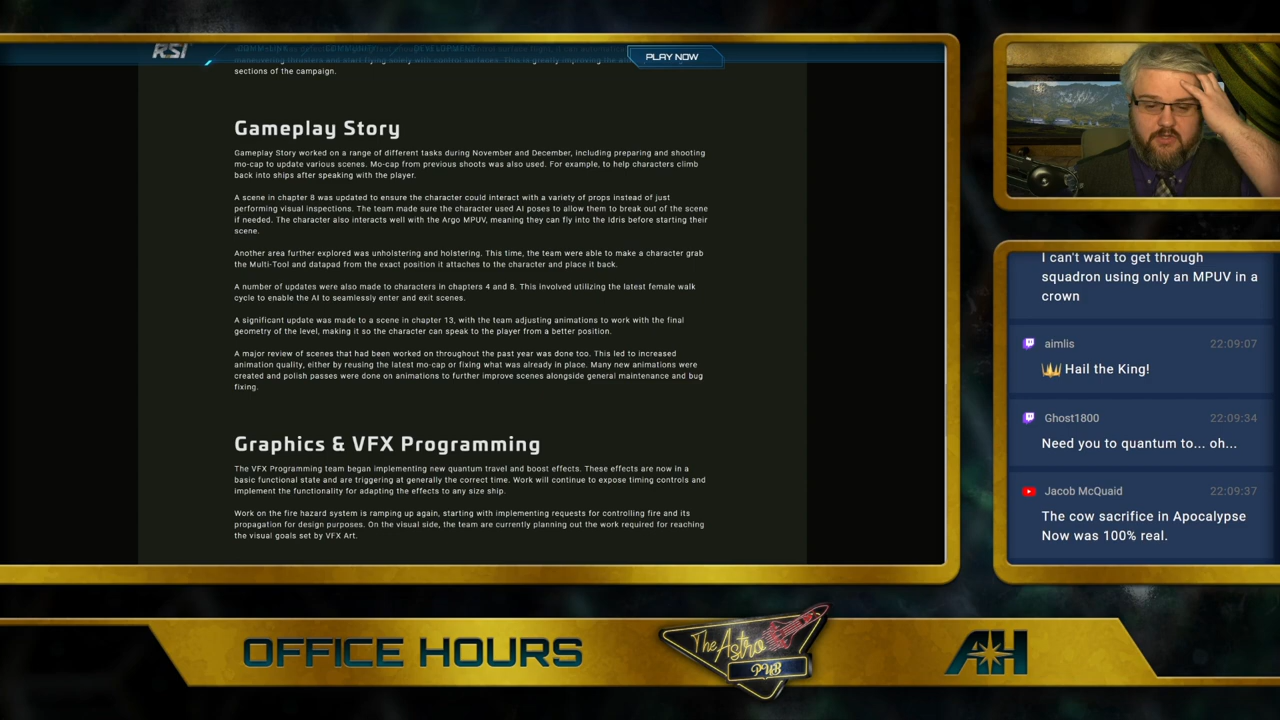 RSI
COMM-LINK
COMMUNITY
DEVELOPMENT
PLAY NOW
maneuvering thrusters and start flying solely with control surfaces. This is greatly improving the
sections of the campaign.
Gameplay Story
Gameplay Story worked on a range of different tasks during November and December, including preparing and shooting
mo-cap to update various scenes. Mo-cap from previous shoots was also used. For example, to help characters climb
back into ships after speaking with the player.
A scene in chapter 8 was updated to ensure the character could interact with a variety of props instead of just
performing visual inspections. The team made sure the character used AI poses to allow them to break out of the scene
if needed. The character also interacts well with the Argo MPUV, meaning they can fly into the Idris before starting their
scene.
Another area further explored was unholstering and holstering. This time, the team were able to make a character grab
the Multi-Tool and datapad from the exact position it attaches to the character and place it back.
A number of updates were also made to characters in chapters 4 and 8. This involved utilizing the latest female walk
cycle to enable the AI to seamlessly enter and exit scenes.
A significant update was made to a scene in chapter 13, with the team adjusting animations to work with the final
geometry of the level, making it so the character can speak to the player from a better position.
A major review of scenes that had been worked on throughout the past year was done too. This led to increased
animation quality, either by reusing the latest mo-cap or fixing what was already in place. Many new animations were
created and polish passes were done on animations to further improve scenes alongside general maintenance and bug
fixing.
Graphics & VFX Programming
The VFX Programming team began implementing new quantum travel and boost effects. These effects are now in a
basic functional state and are triggering at generally the correct time. Work will continue to expose timing controls and
implement the functionality for adapting the effects to any size ship.
Work on the fire hazard system is ramping up again, starting with implementing requests for controlling fire and its
propagation for design purposes. On the visual side, the team are currently planning out the work required for reaching
the visual goals set by VFX Art.
I can't wait to get through
squadron using only an MPUV in a
crown
aimlis 22:09:07
Hail the King!
Ghost1800 22:09:34
Need you to quantum to... oh...
Jacob McQuaid 22:09:37
The cow sacrifice in Apocalypse
Now was 100% real.
OFFICE HOURS
The Astro
PUB
AH